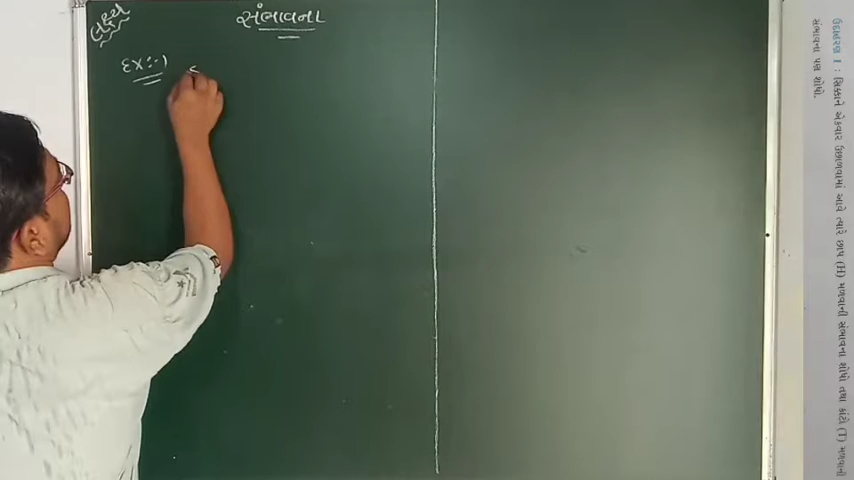 સંભાવના
Ex :- 1
ઉદાહરણ 1 : સિક્કાને એકવાર ઉછાળવામાં આવે ત્યારે છાપ (H) મળવાની સંભાવના શોધો તથા કાંટો (T) મળવાની
સંભાવના પણ શોધો.